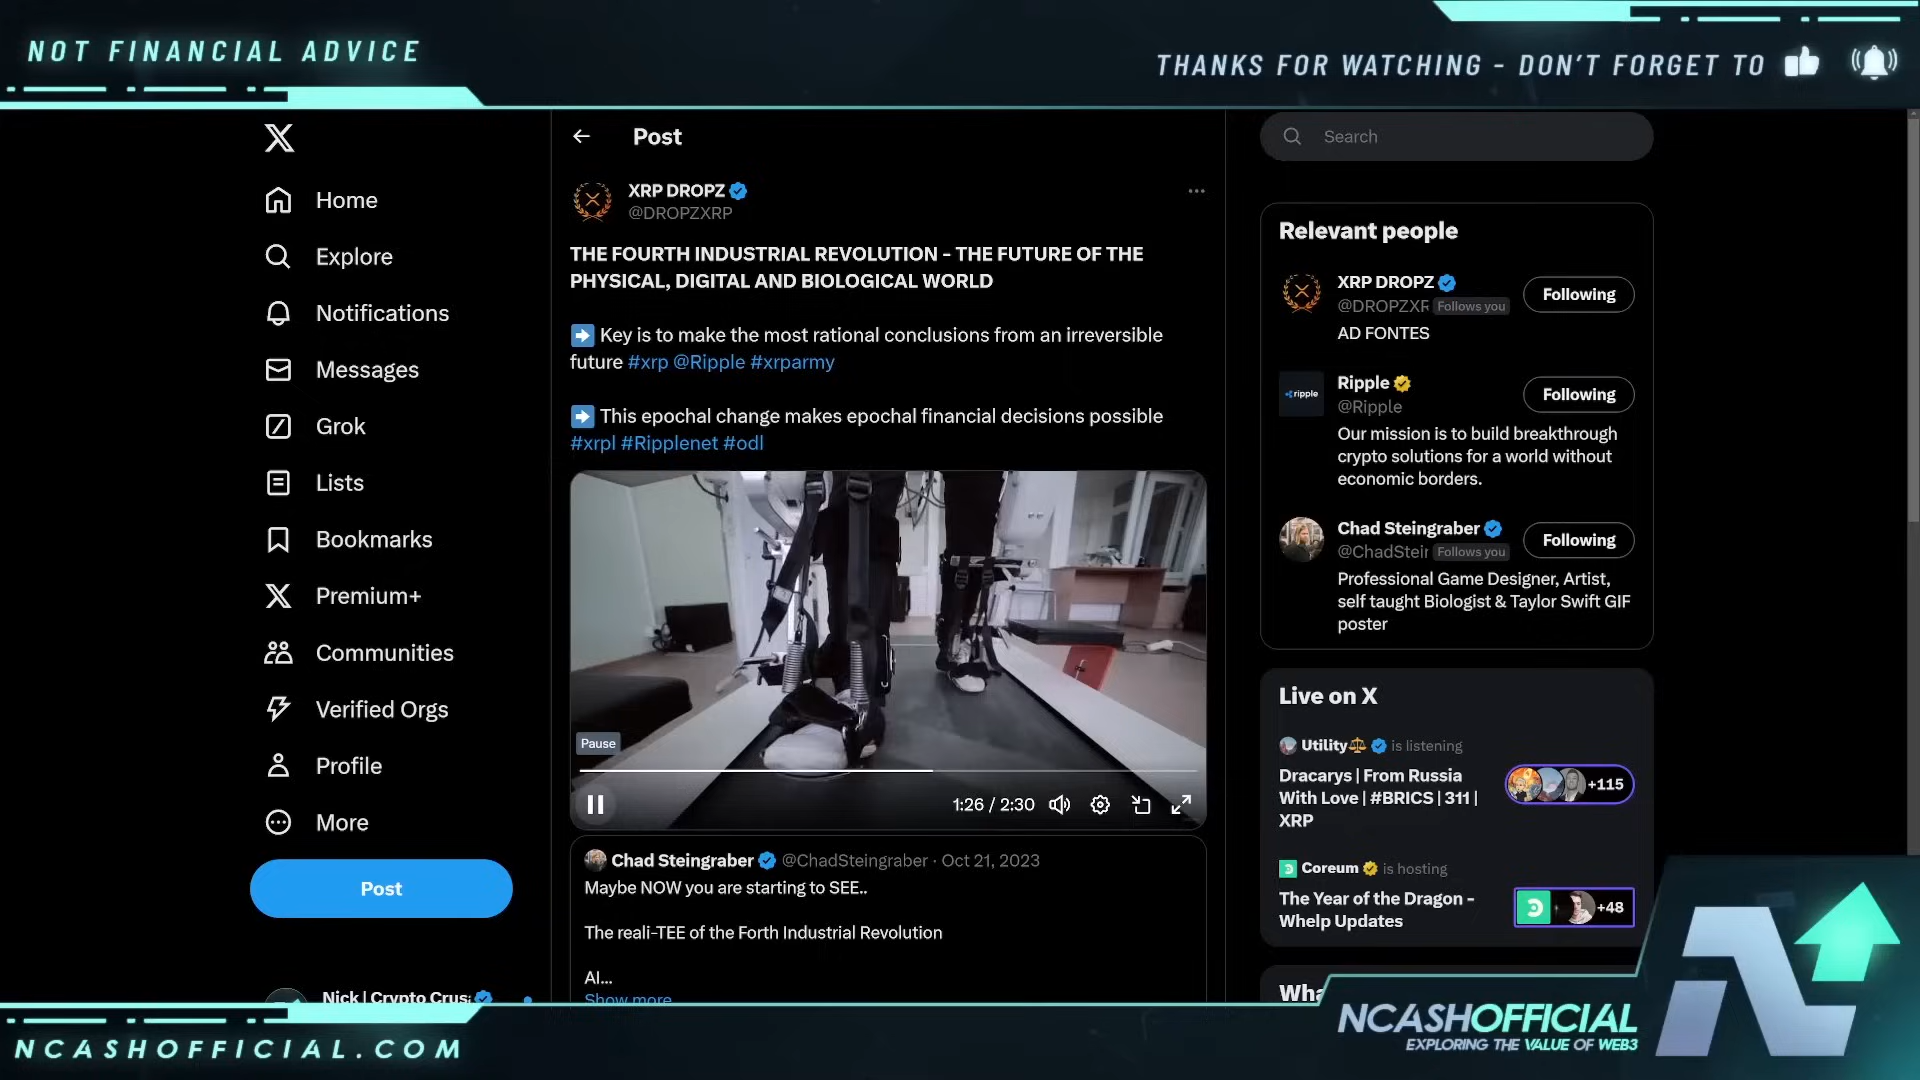 NOT FINANCIAL ADVICE
THANKS FOR WATCHING - DON'T FORGET TO
Home
Explore
Notifications
Messages
Grok
Lists
Bookmarks
Premium+
Communities
Verified Orgs
Profile
More
Post
Nick | Crypto Crus
Post
XRP DROPZ
@DROPZXRP
THE FOURTH INDUSTRIAL REVOLUTION - THE FUTURE OF THE
PHYSICAL, DIGITAL AND BIOLOGICAL WORLD
➡️ Key is to make the most rational conclusions from an irreversible
future #xrp @Ripple #xrparmy
➡️ This epochal change makes epochal financial decisions possible
#xrpl #Ripplenet #odl
Pause
1:26 / 2:30
Chad Steingraber @ChadSteingraber · Oct 21, 2023
Maybe NOW you are starting to SEE..
The reali-TEE of the Forth Industrial Revolution
AI...
Show more
Search
Relevant people
XRP DROPZ
@DROPZXR Follows you
Following
AD FONTES
ripple
Ripple
@Ripple
Following
Our mission is to build breakthrough
crypto solutions for a world without
economic borders.
Chad Steingraber
@ChadSteir Follows you
Following
Professional Game Designer, Artist,
self taught Biologist & Taylor Swift GIF
poster
Live on X
Utility⚖️ is listening
Dracarys | From Russia
With Love | #BRICS | 311 |
XRP
+115
Coreum is hosting
The Year of the Dragon -
Whelp Updates
+48
Wha
NCASHOFFICIAL.COM
NCASHOFFICIAL
EXPLORING THE VALUE OF WEB3